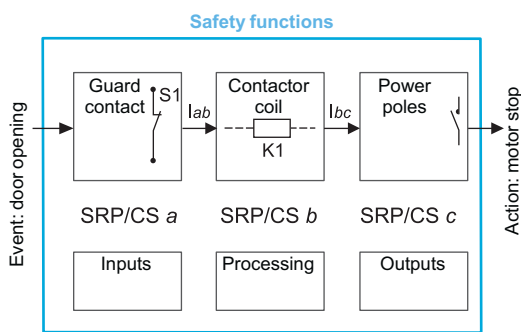 Safety functions
Event: door opening
Guard
contact
S1
Iab
Contactor
coil
K1
Ibc
Power
poles
Action: motor stop
SRP/CS a
SRP/CS b
SRP/CS c
Inputs
Processing
Outputs